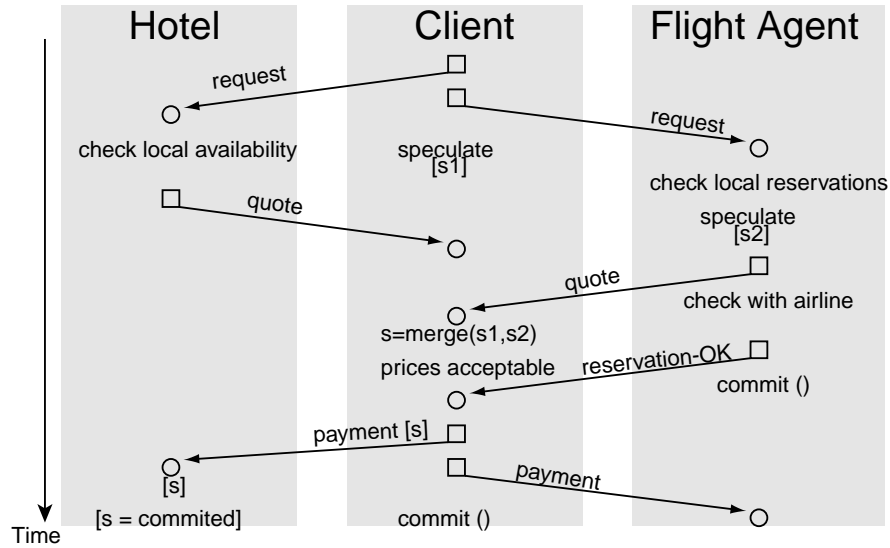 Hotel
Client
Flight Agent
request
request
check local availability
speculate
[s1]
check local reservations
quote
speculate
[s2]
quote
check with airline
s=merge(s1,s2)
reservation-OK
prices acceptable
commit ()
payment [s]
payment
[s]
[s = commited]
commit ()
Time